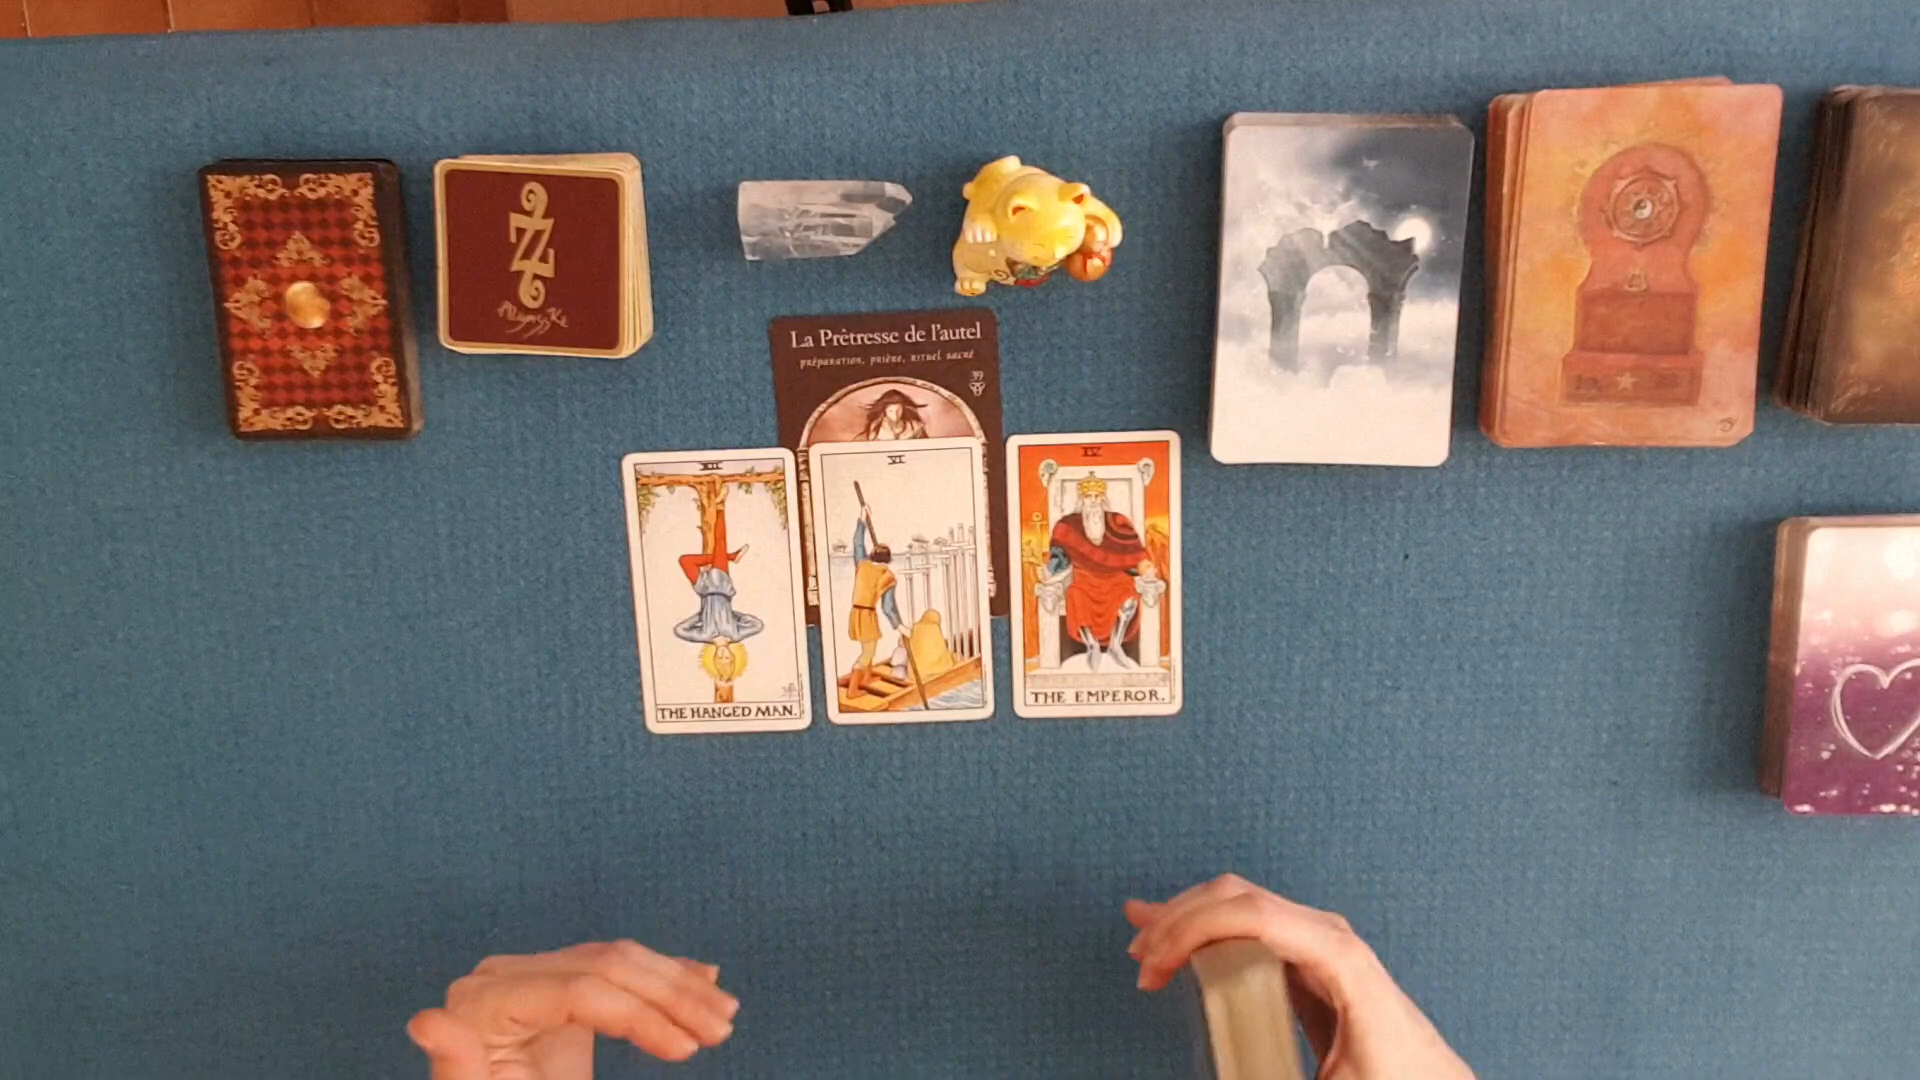 La Prêtresse de l'autel
préparation, prière, rituel sacré
39
XII
VI
IV
THE HANGED MAN.
THE EMPEROR.